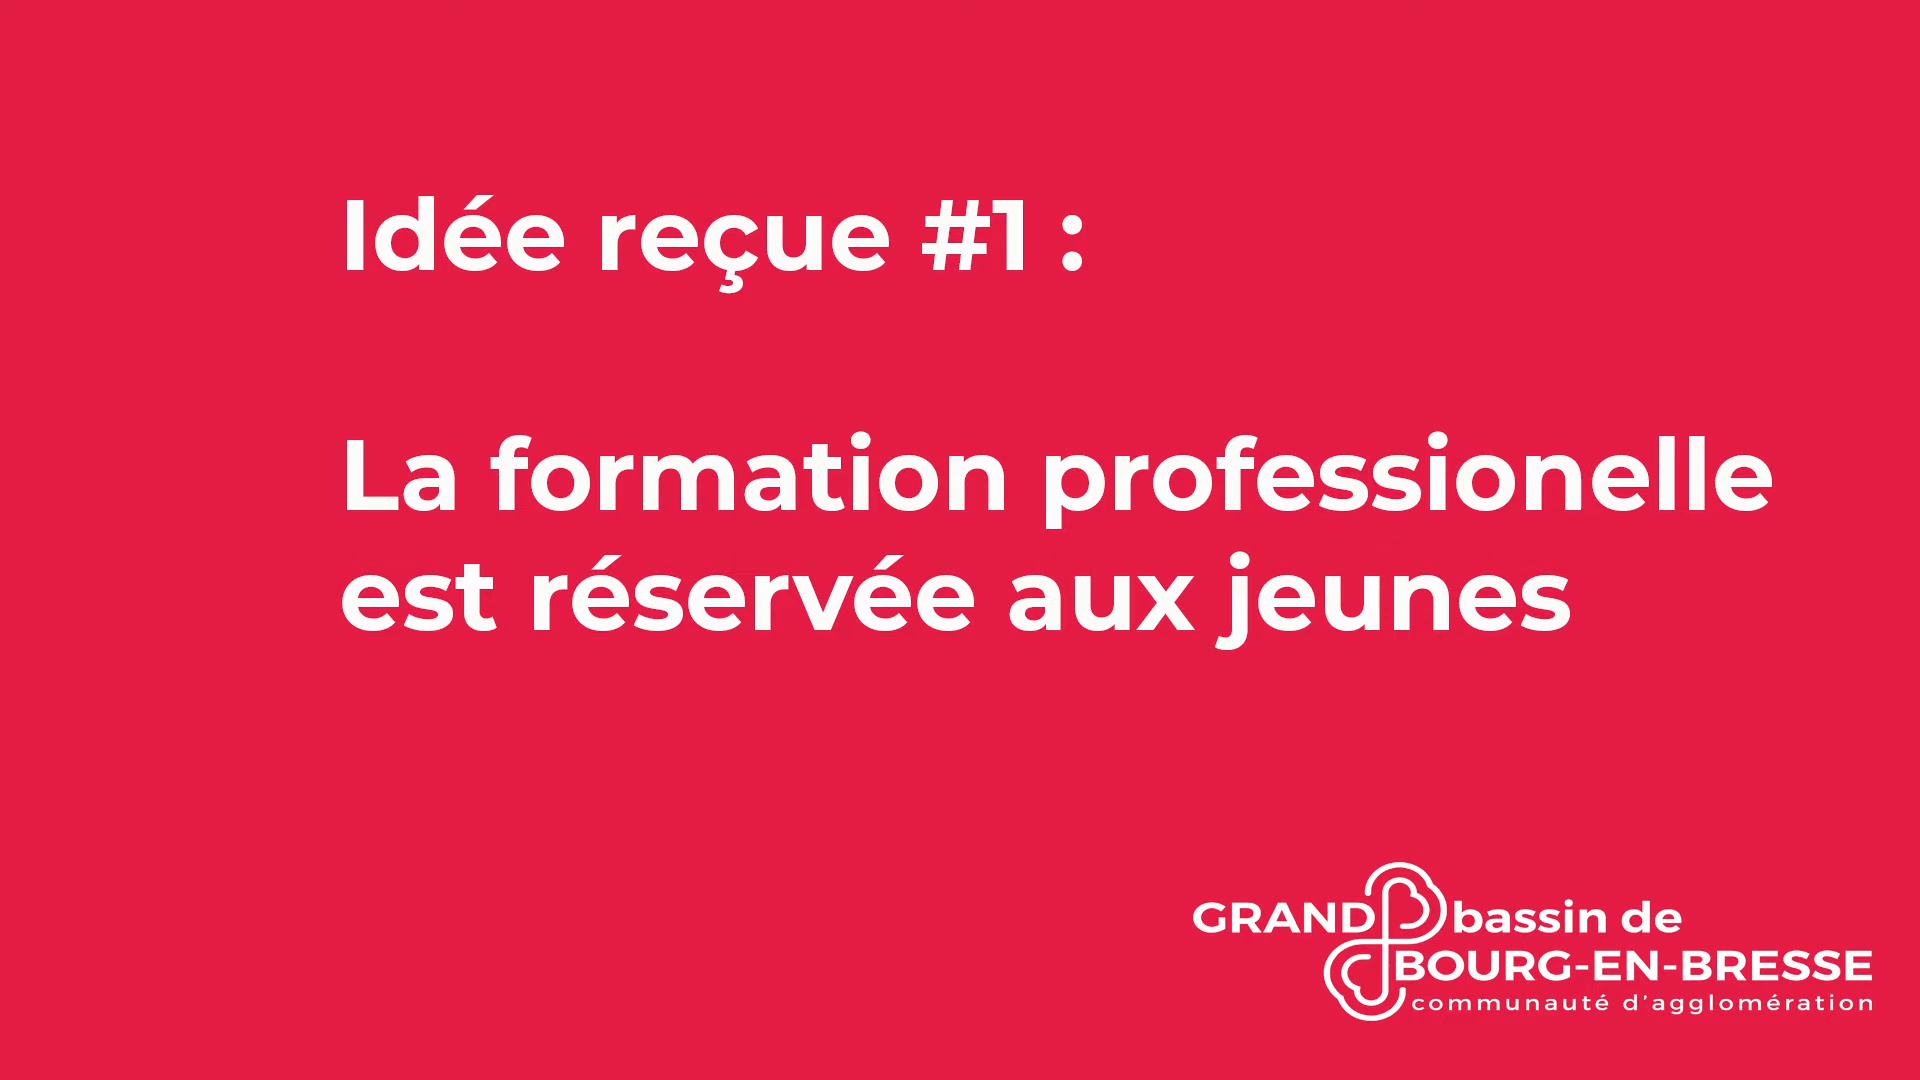 Idée reçue #1 :
La formation professionelle
est réservée aux jeunes
GRAND bassin de
BOURG-EN-BRESSE
communauté d'agglomération